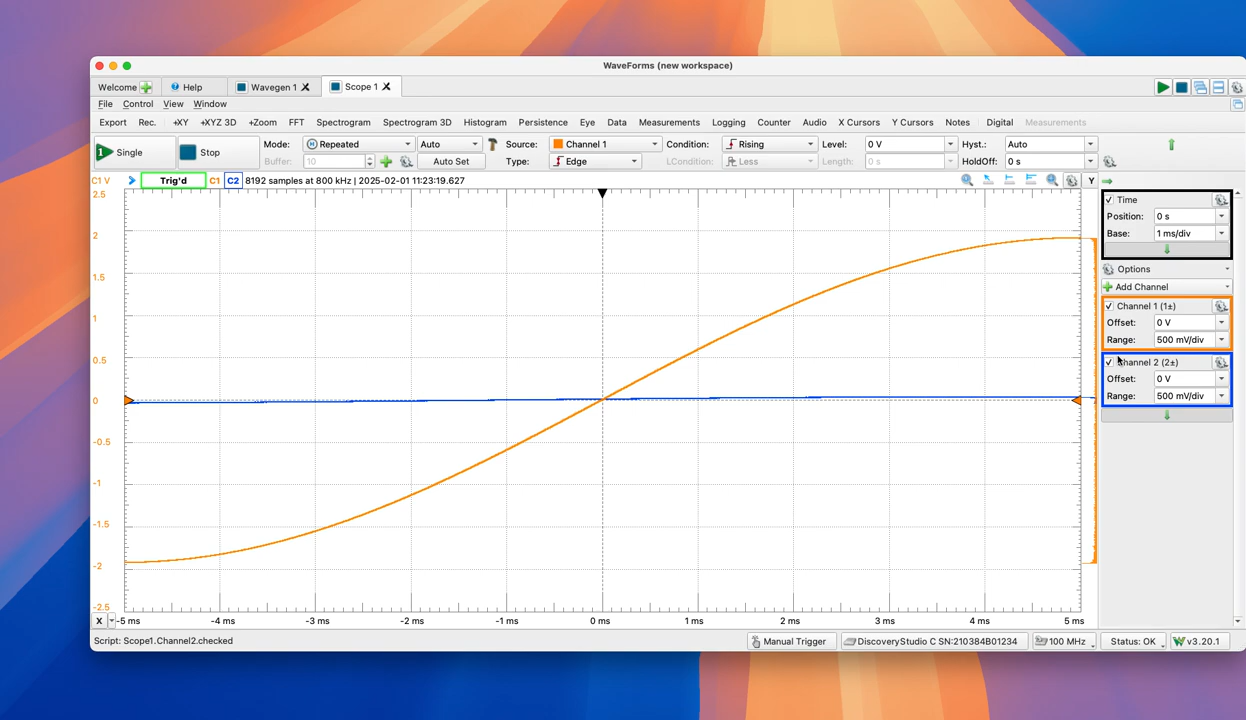 WaveForms (new workspace)
Welcome Help Wavegen 1 Scope 1
File Control View Window
Export Rec. +XY +XYZ 3D +Zoom FFT Spectrogram Spectrogram 3D Histogram Persistence Eye Data Measurements Logging Counter Audio X Cursors Y Cursors Notes Digital Measurements
1 Single Stop Mode: Repeated Auto Source: Channel 1 Condition: Rising Level: 0 V Hyst.: Auto
Buffer: 10 Auto Set Type: Edge LCondition: Less Length: 0 s HoldOff: 0 s
C1 V Trig'd C1 C2 8192 samples at 800 kHz | 2025-02-01 11:23:19.627 Y
2.5
2
1.5
1
0.5
0
-0.5
-1
-1.5
-2
-2.5
X -5 ms -4 ms -3 ms -2 ms -1 ms 0 ms 1 ms 2 ms 3 ms 4 ms 5 ms
Time
Position: 0 s
Base: 1 ms/div
Options
Add Channel
Channel 1 (1±)
Offset: 0 V
Range: 500 mV/div
Channel 2 (2±)
Offset: 0 V
Range: 500 mV/div
Script: Scope1.Channel2.checked Manual Trigger DiscoveryStudio C SN:210384B01234 100 MHz Status: OK W v3.20.1